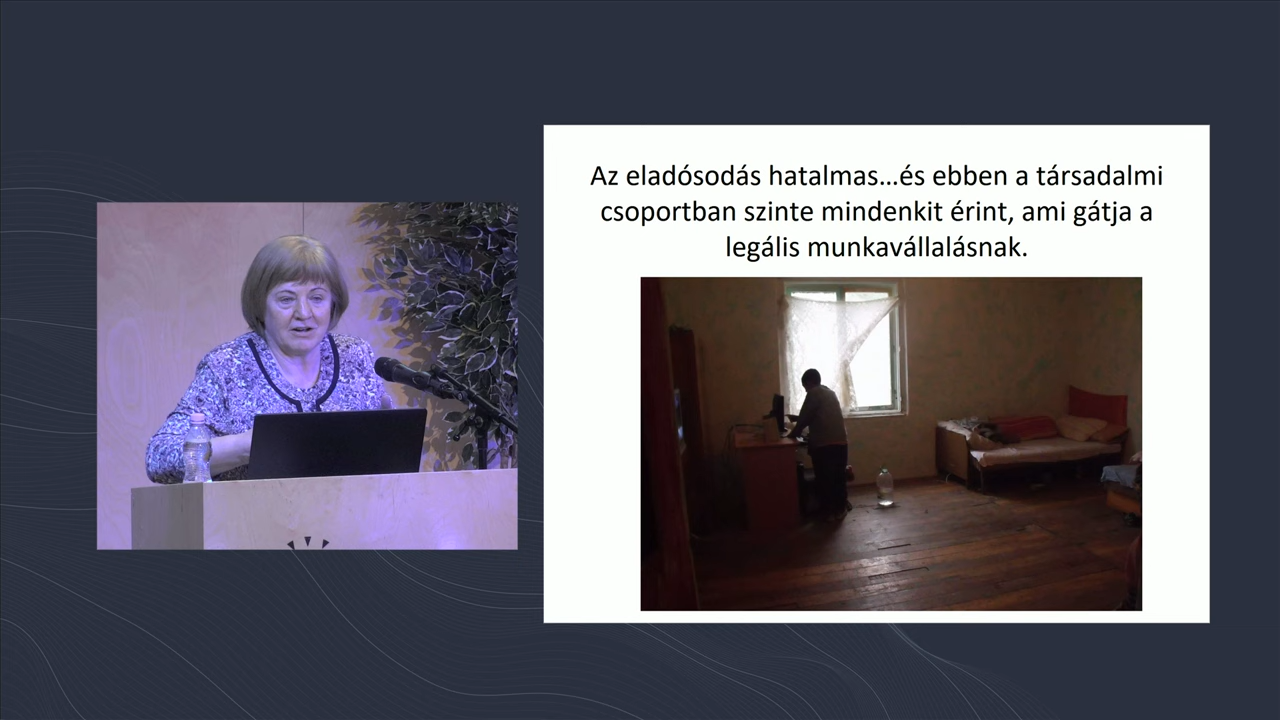 Az eladósodás hatalmas...és ebben a társadalmi
csoportban szinte mindenkit érint, ami gátja a
legális munkavállalásnak.